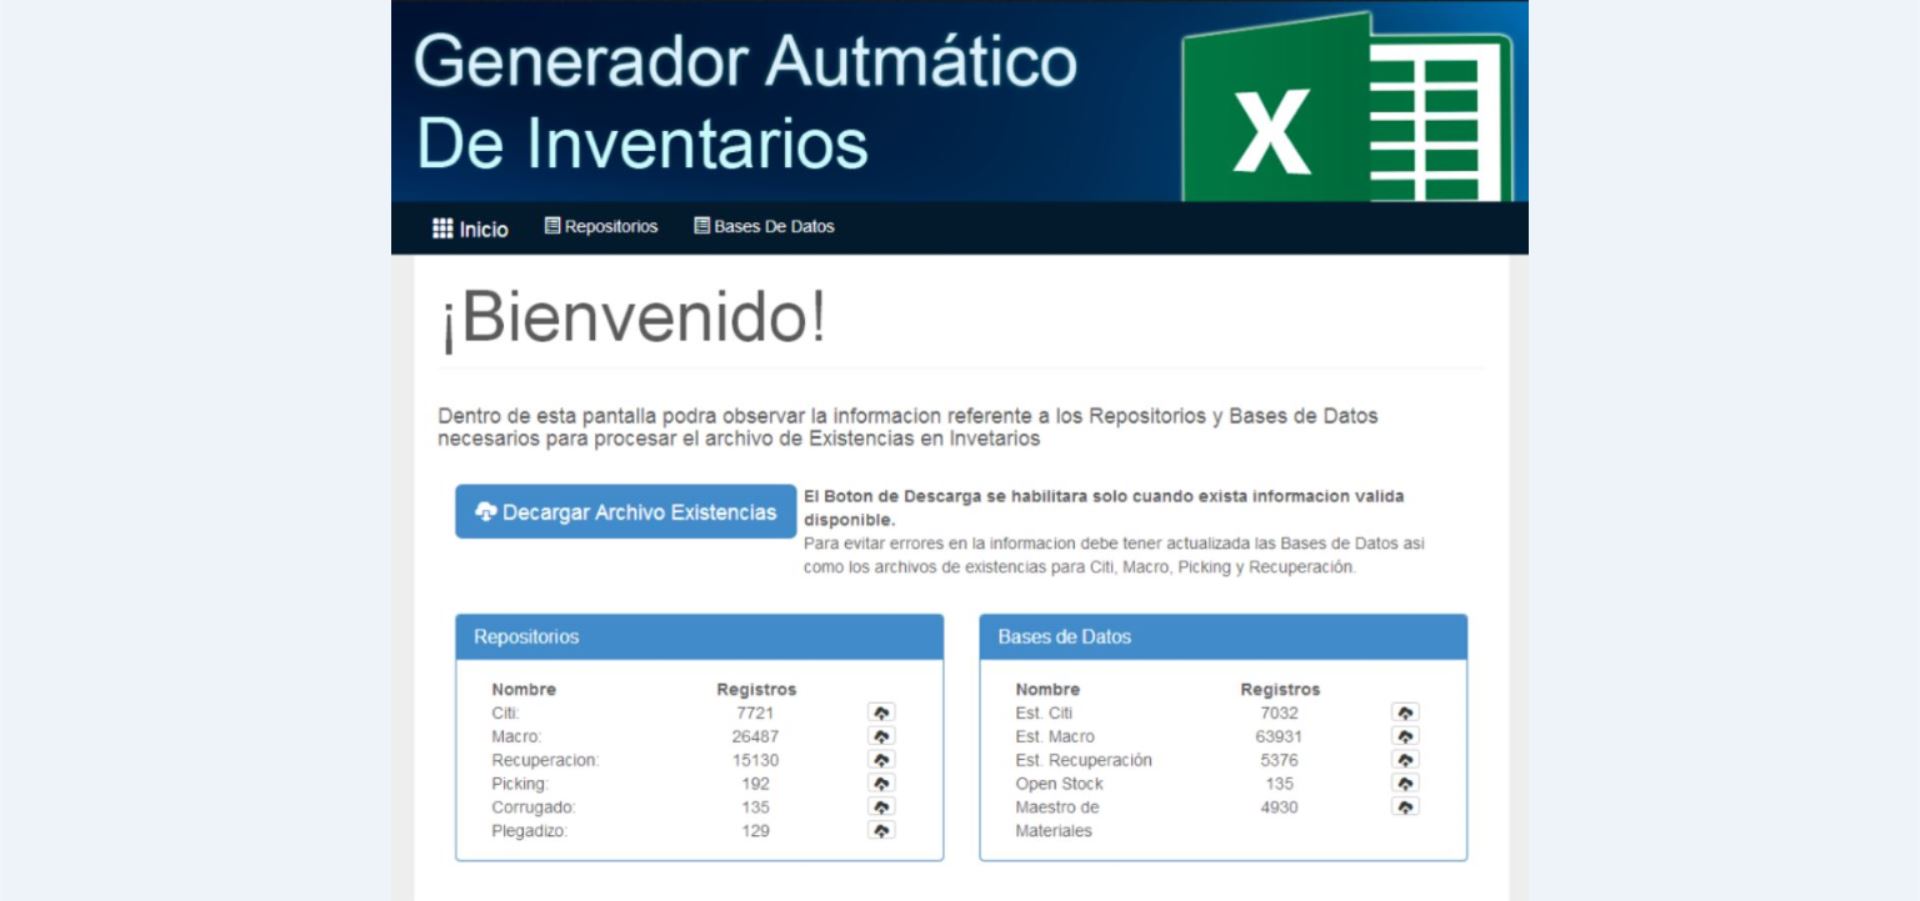 Generador Autmático
De Inventarios
X
Inicio Repositorios Bases De Datos
¡Bienvenido!
Dentro de esta pantalla podra observar la informacion referente a los Repositorios y Bases de Datos
necesarios para procesar el archivo de Existencias en Invetarios
Decargar Archivo Existencias
El Boton de Descarga se habilitara solo cuando exista informacion valida
disponible.
Para evitar errores en la informacion debe tener actualizada las Bases de Datos asi
como los archivos de existencias para Citi, Macro, Picking y Recuperación.
Repositorios
Nombre Registros
Citi: 7721
Macro: 26487
Recuperacion: 15130
Picking: 192
Corrugado: 135
Plegadizo: 129
Bases de Datos
Nombre Registros
Est. Citi 7032
Est. Macro 63931
Est. Recuperación 5376
Open Stock 135
Maestro de 4930
Materiales